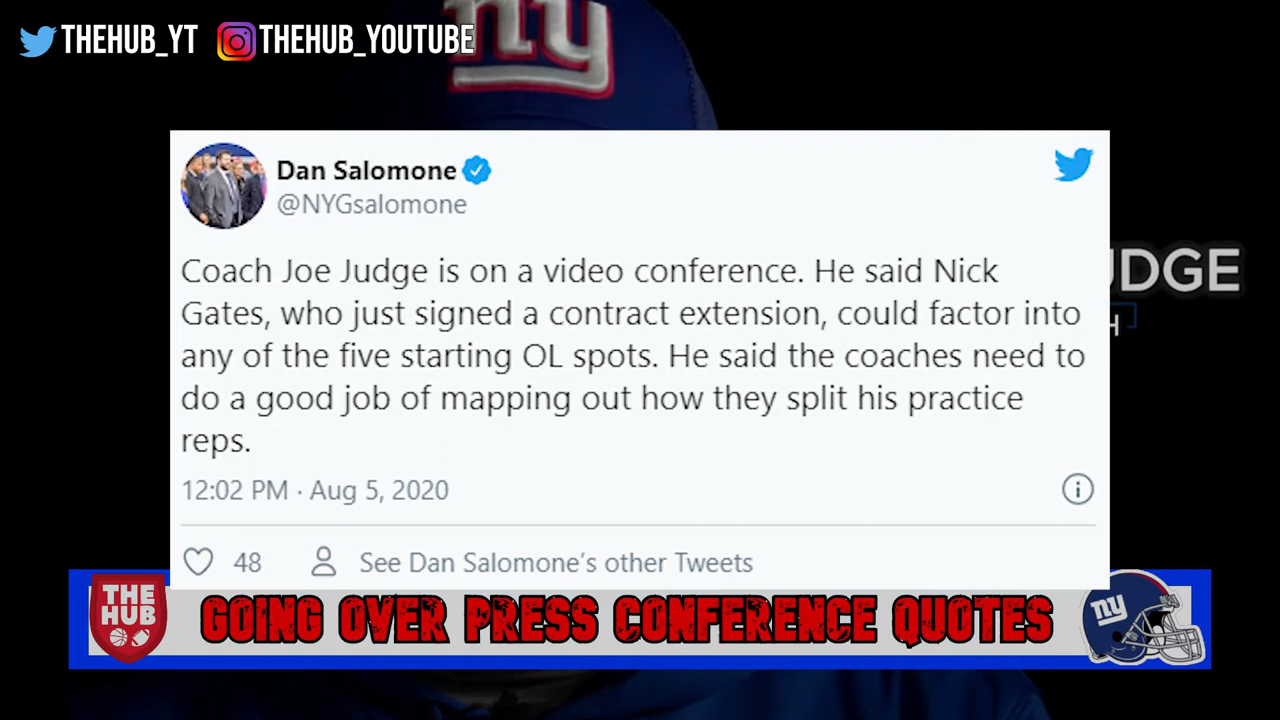 THEHUB_YT THEHUB_YOUTUBE
ny
Dan Salomone
@NYGsalomone
Coach Joe Judge is on a video conference. He said Nick
Gates, who just signed a contract extension, could factor into
any of the five starting OL spots. He said the coaches need to
do a good job of mapping out how they split his practice
reps.
12:02 PM · Aug 5, 2020
48 See Dan Salomone's other Tweets
THE
HUB
GOING OVER PRESS CONFERENCE QUOTES
ny